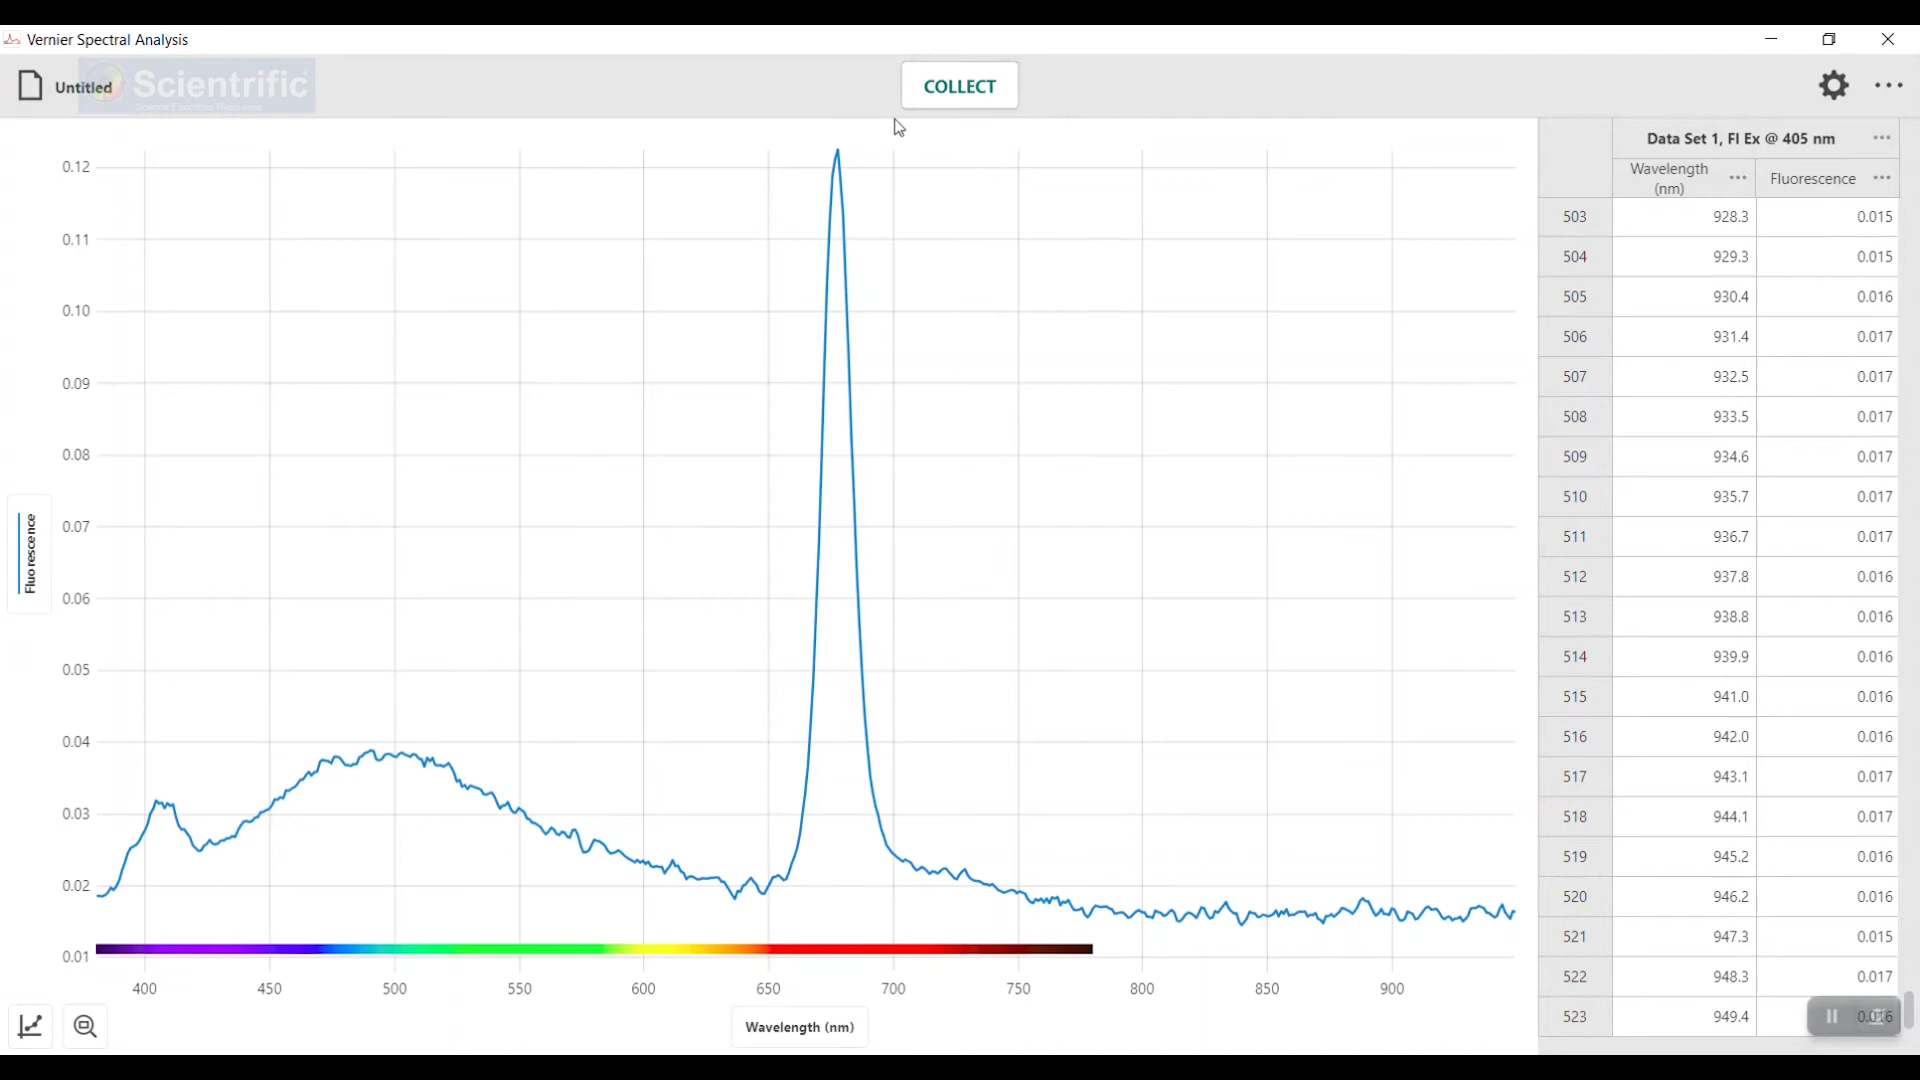 Vernier Spectral Analysis
Untitled
Scientrific
COLLECT
0.12
0.11
0.10
0.09
0.08
0.07
0.06
0.05
0.04
0.03
0.02
0.01
Fluorescence
400 450 500 550 600 650 700 750 800 850 900
Wavelength (nm)
Data Set 1, Fl Ex @ 405 nm
Wavelength (nm) Fluorescence
503 928.3 0.015
504 929.3 0.015
505 930.4 0.016
506 931.4 0.017
507 932.5 0.017
508 933.5 0.017
509 934.6 0.017
510 935.7 0.017
511 936.7 0.017
512 937.8 0.016
513 938.8 0.016
514 939.9 0.016
515 941.0 0.016
516 942.0 0.016
517 943.1 0.017
518 944.1 0.017
519 945.2 0.016
520 946.2 0.016
521 947.3 0.015
522 948.3 0.017
523 949.4 0.016